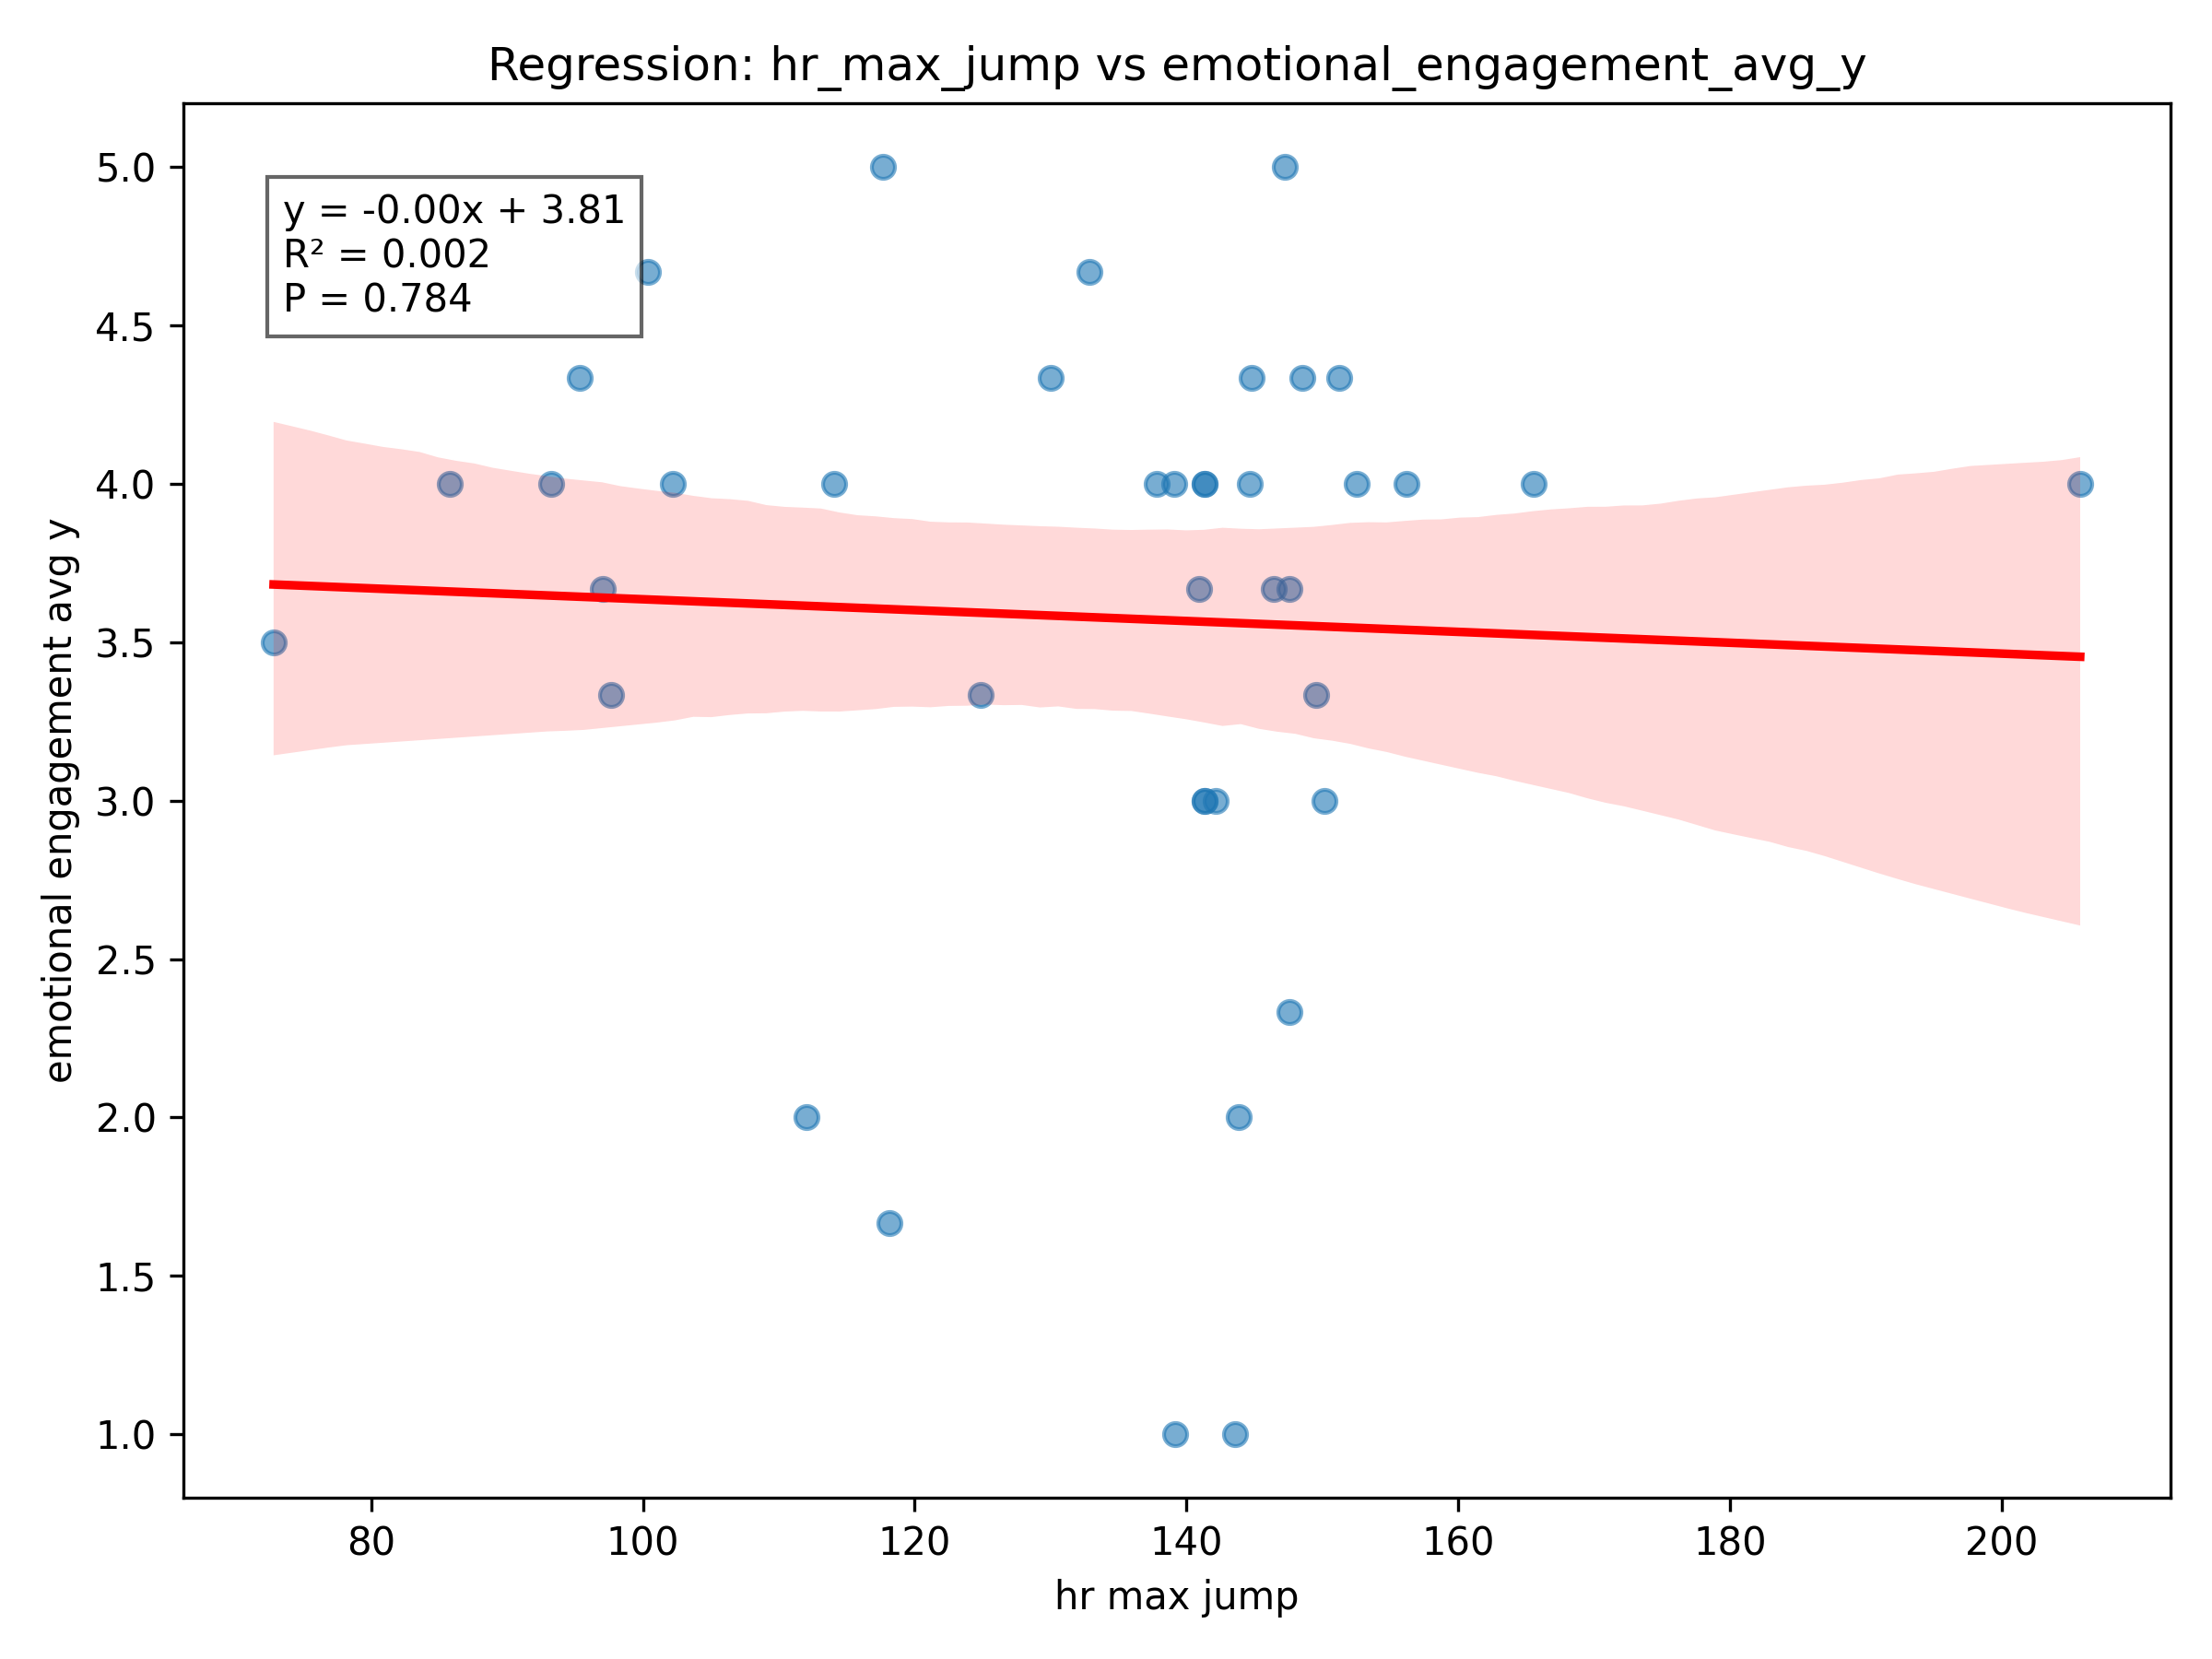 Regression: hr_max_jump vs emotional_engagement_avg_y
y = -0.00x + 3.81
R² = 0.002
P = 0.784
5.0
4.5
4.0
3.5
3.0
2.5
2.0
1.5
1.0
emotional engagement avg y
80 100 120 140 160 180 200
hr max jump